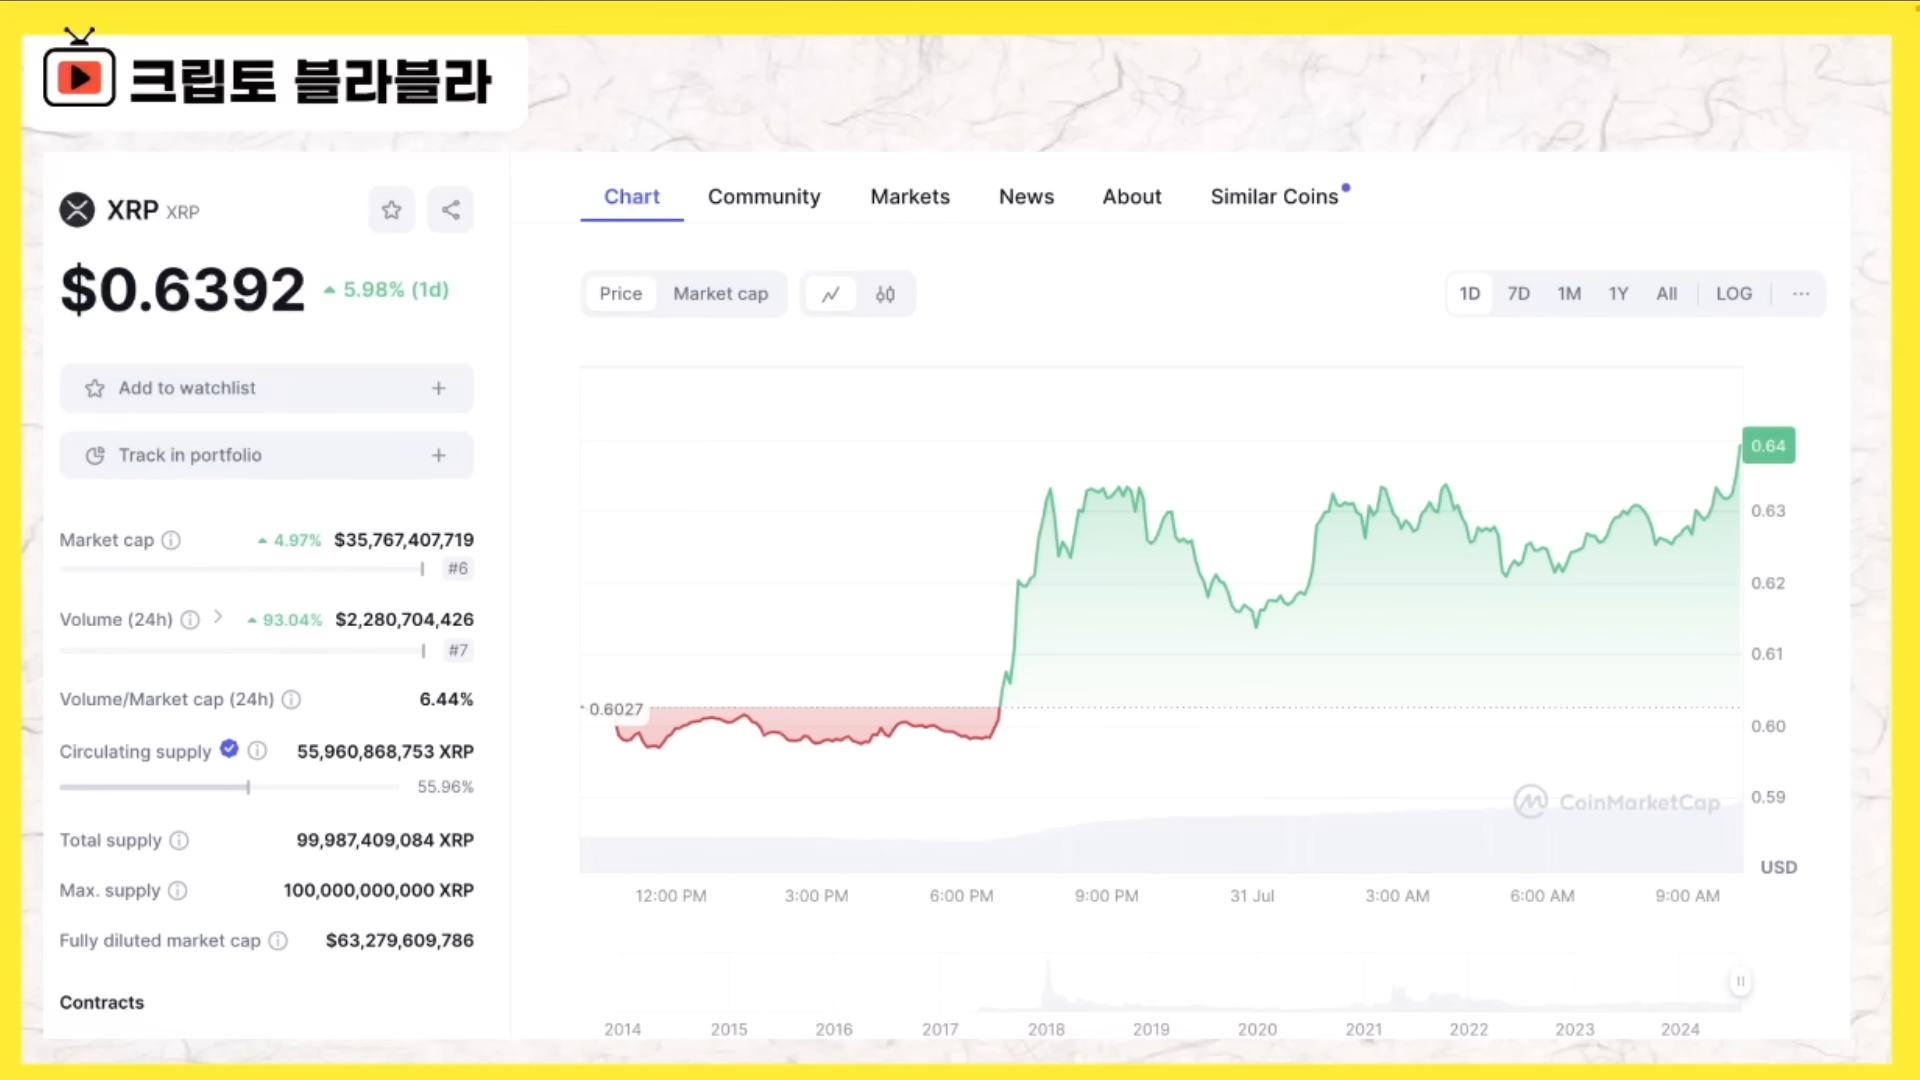 크립토 블라블라
XRP XRP
$0.6392 5.98% (1d)
Add to watchlist
Track in portfolio
Market cap 4.97% $35,767,407,719
#6
Volume (24h) 93.04% $2,280,704,426
#7
Volume/Market cap (24h) 6.44%
Circulating supply 55,960,868,753 XRP
55.96%
Total supply 99,987,409,084 XRP
Max. supply 100,000,000,000 XRP
Fully diluted market cap $63,279,609,786
Contracts
Chart Community Markets News About Similar Coins
Price Market cap
1D 7D 1M 1Y All LOG
0.64
0.63
0.62
0.61
0.6027
0.60
0.59
CoinMarketCap
USD
12:00 PM 3:00 PM 6:00 PM 9:00 PM 31 Jul 3:00 AM 6:00 AM 9:00 AM
2014 2015 2016 2017 2018 2019 2020 2021 2022 2023 2024